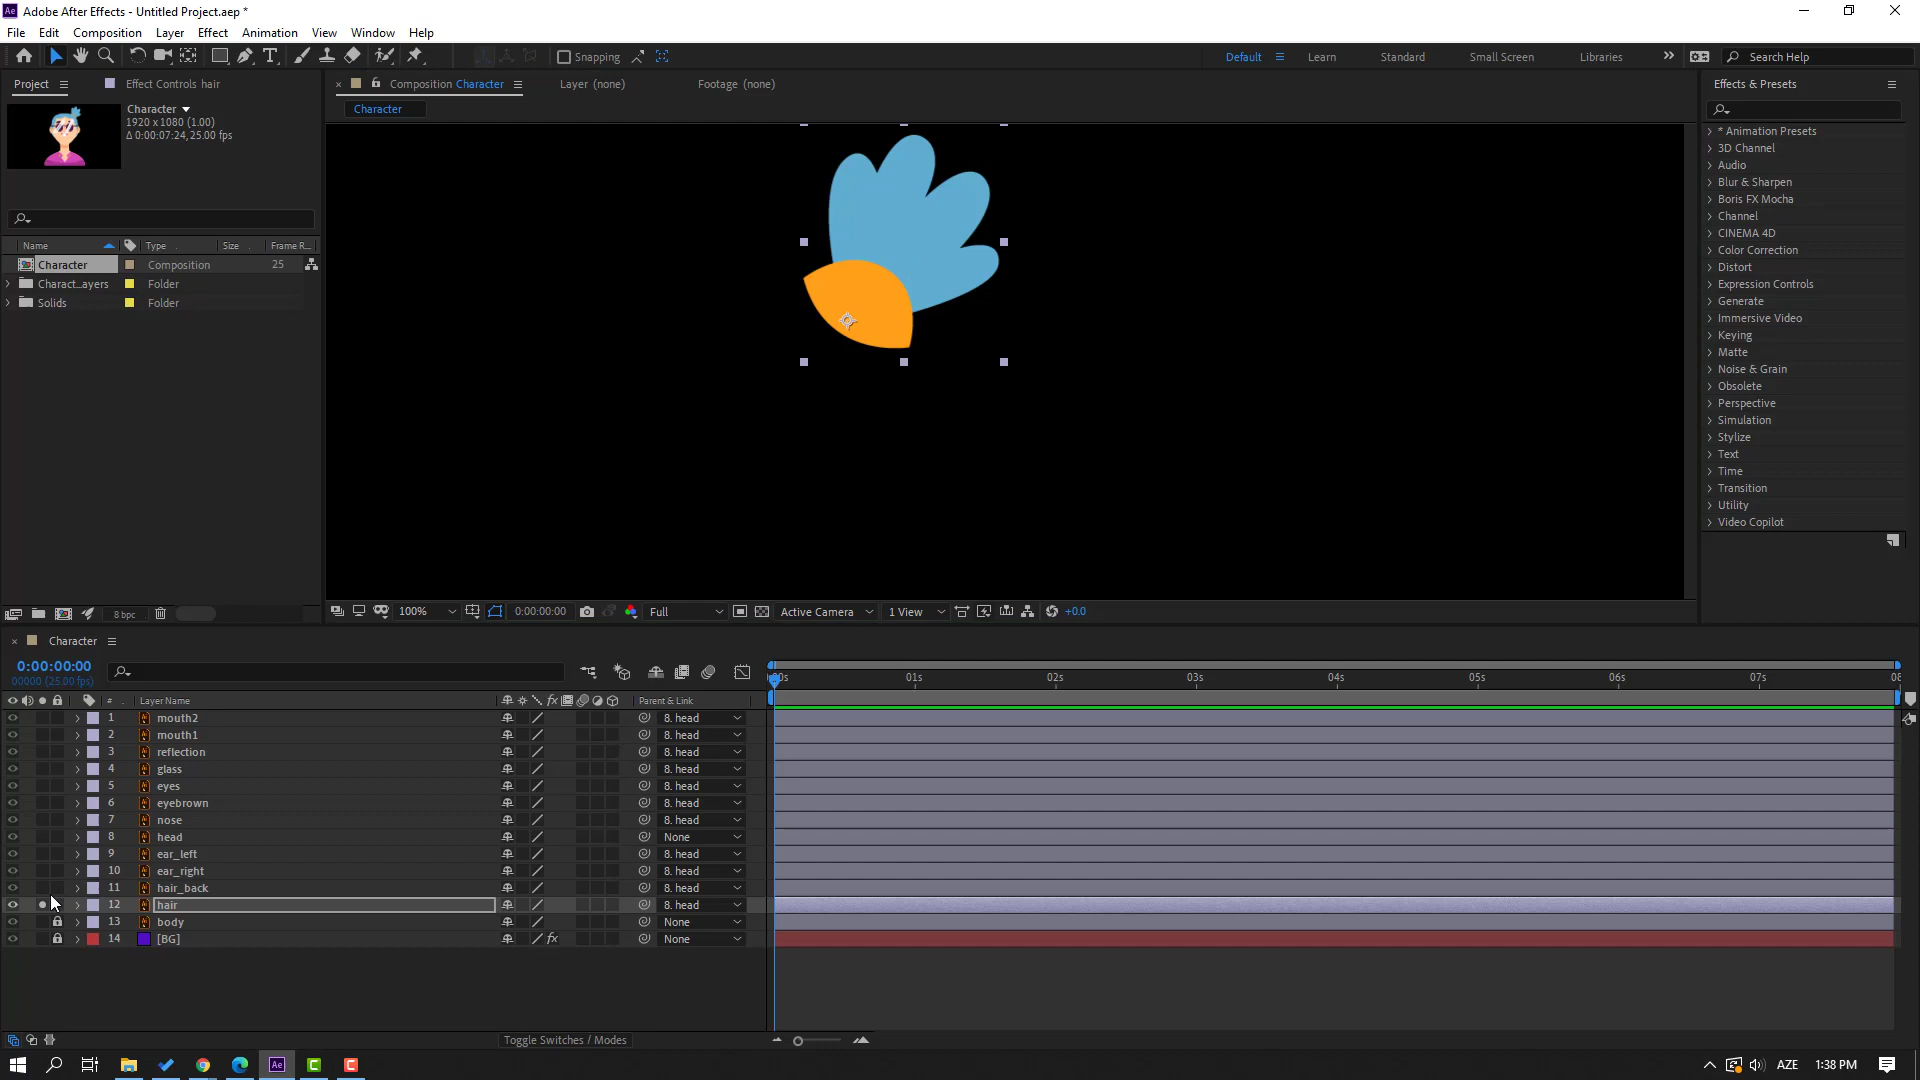 Adobe After Effects - Untitled Project.aep *
File Edit Composition Layer Effect Animation View Window Help
Snapping Default Learn Standard Small Screen Libraries Search Help
Project Effect Controls hair Composition Character Layer (none) Footage (none) Effects & Presets
Character
1920 x 1080 (1.00)
Δ 0:00:07:24, 25.00 fps
Character
Name Type Size Frame R...
Character Composition 25
Charact...ayers Folder
Solids Folder
* Animation Presets
3D Channel
Audio
Blur & Sharpen
Boris FX Mocha
Channel
CINEMA 4D
Color Correction
Distort
Expression Controls
Generate
Immersive Video
Keying
Matte
Noise & Grain
Obsolete
Perspective
Simulation
Stylize
Text
Time
Transition
Utility
Video Copilot
8 bpc 100% 0:00:00:00 Full Active Camera 1 View +0.0
Character
0:00:00:00
00000 (25.00 fps)
# Layer Name fx Parent & Link
:00s 01s 02s 03s 04s 05s 06s 07s 08
1 mouth2 8. head
2 mouth1 8. head
3 reflection 8. head
4 glass 8. head
5 eyes 8. head
6 eyebrown 8. head
7 nose 8. head
8 head None
9 ear_left 8. head
10 ear_right 8. head
11 hair_back 8. head
12 hair 8. head
13 body None
14 [BG] fx None
Toggle Switches / Modes
AZE 1:38 PM